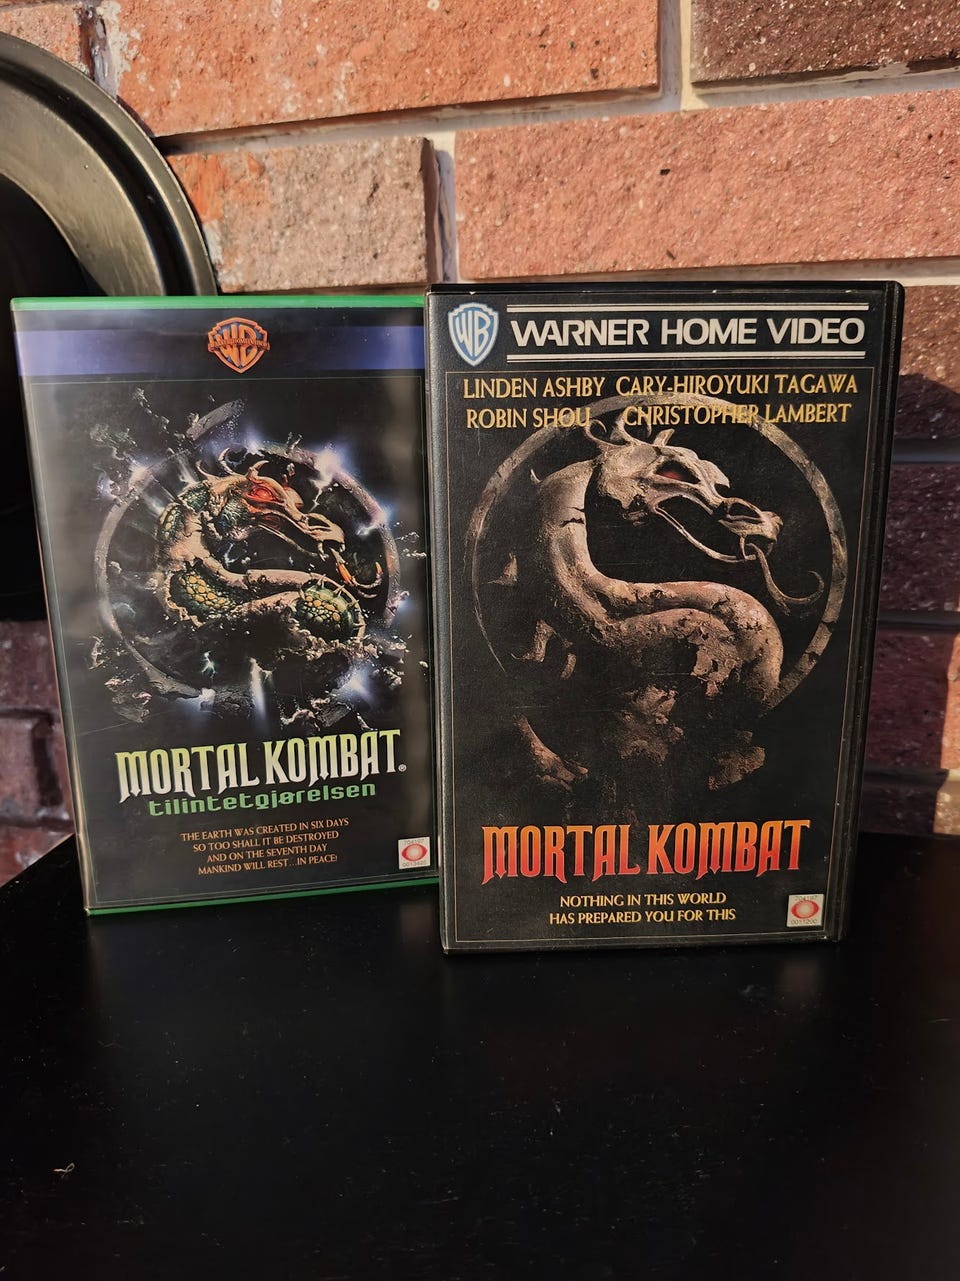 WB
MORTAL KOMBAT®
tilintetgjørelsen
THE EARTH WAS CREATED IN SIX DAYS
SO TOO SHALL IT BE DESTROYED
AND ON THE SEVENTH DAY
MANKIND WILL REST...IN PEACE!
WB WARNER HOME VIDEO
LINDEN ASHBY CARY-HIROYUKI TAGAWA
ROBIN SHOU CHRISTOPHER LAMBERT
MORTAL KOMBAT
NOTHING IN THIS WORLD
HAS PREPARED YOU FOR THIS